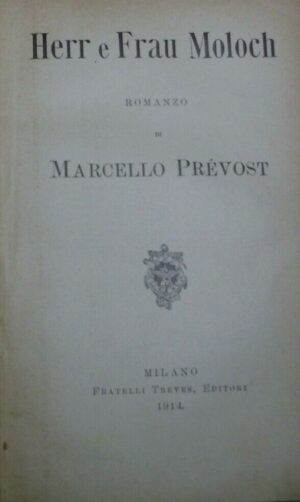 Herr e Frau Moloch
ROMANZO
DI
MARCELLO PRÉVOST
MILANO
FRATELLI TREVES, EDITORI
1914.